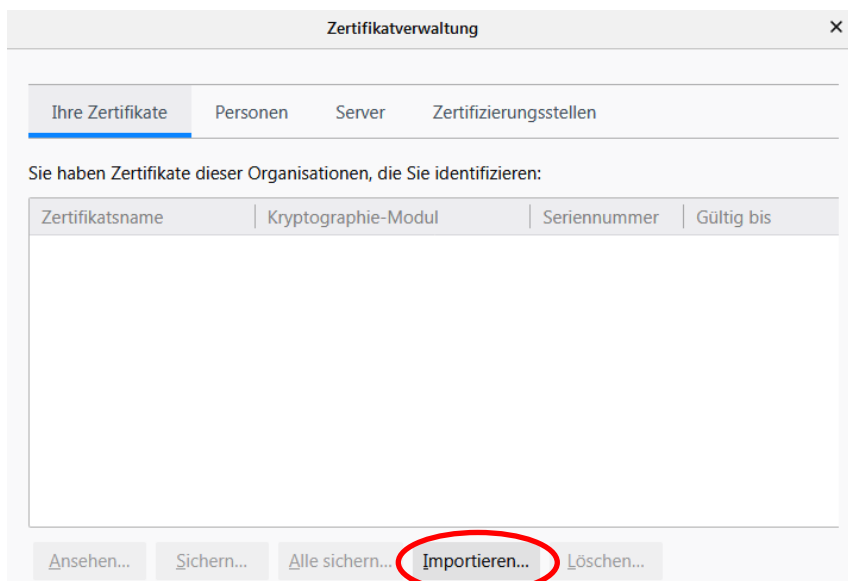 Zertifikatverwaltung
Ihre Zertifikate Personen Server Zertifizierungsstellen
Sie haben Zertifikate dieser Organisationen, die Sie identifizieren:
Zertifikatsname Kryptographie-Modul Seriennummer Gültig bis
Ansehen... Sichern... Alle sichern... Importieren... Löschen...